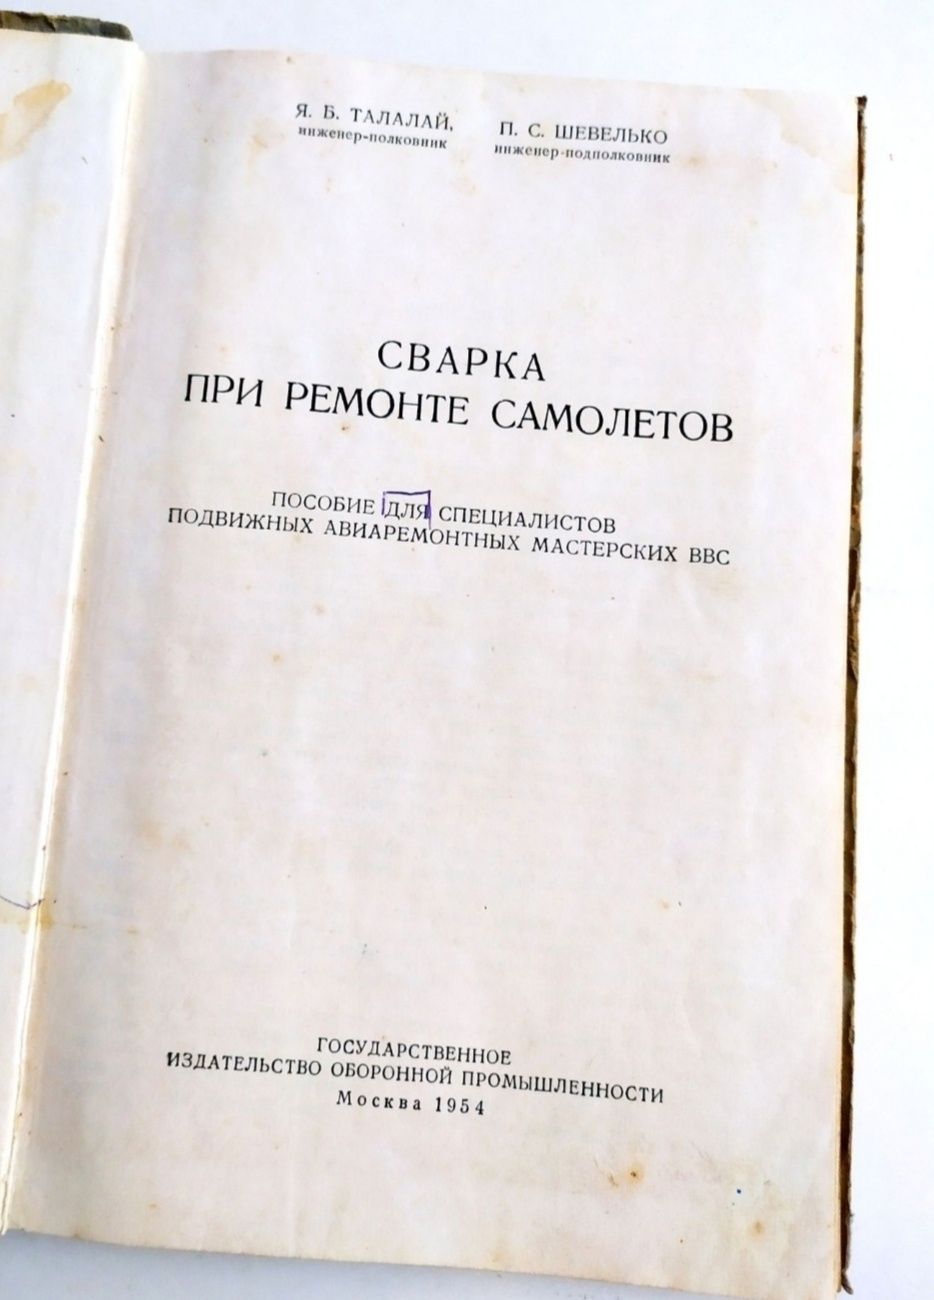 Я. Б. ТАЛАЛАЙ,
инженер-полковник
П. С. ШЕВЕЛЬКО
инженер-подполковник
СВАРКА
ПРИ РЕМОНТЕ САМОЛЕТОВ
ПОСОБИЕ ДЛЯ СПЕЦИАЛИСТОВ
ПОДВИЖНЫХ АВИАРЕМОНТНЫХ МАСТЕРСКИХ ВВС
ГОСУДАРСТВЕННОЕ
ИЗДАТЕЛЬСТВО ОБОРОННОЙ ПРОМЫШЛЕННОСТИ
Москва 1954